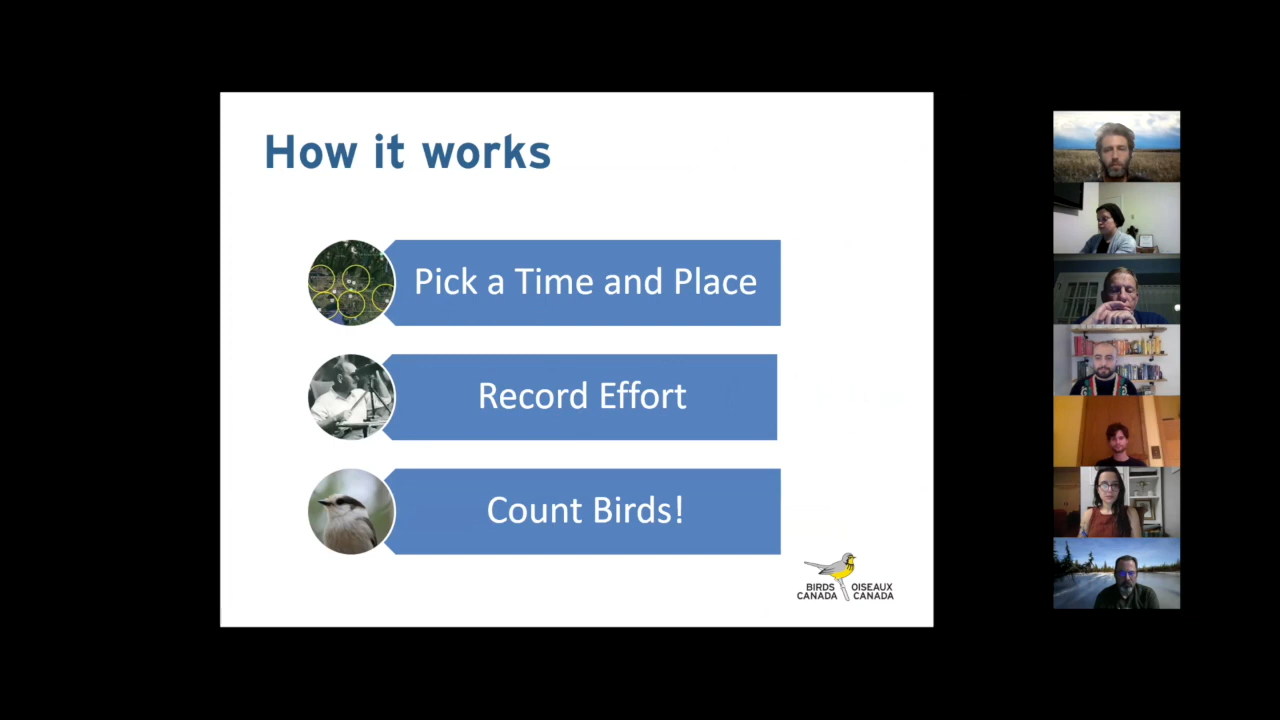 How it works
Pick a Time and Place
Record Effort
Count Birds!
BIRDS OISEAUX
CANADA CANADA